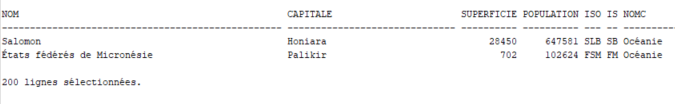 NOM CAPITALE SUPERFICIE POPULATION ISO IS NOMC
---------------------------------------- ---------------------------------------- ---------- ---------- --- -- ----------
Salomon Honiara 28450 647581 SLB SB Océanie
États fédérés de Micronésie Palikir 702 102624 FSM FM Océanie
200 lignes sélectionnées.